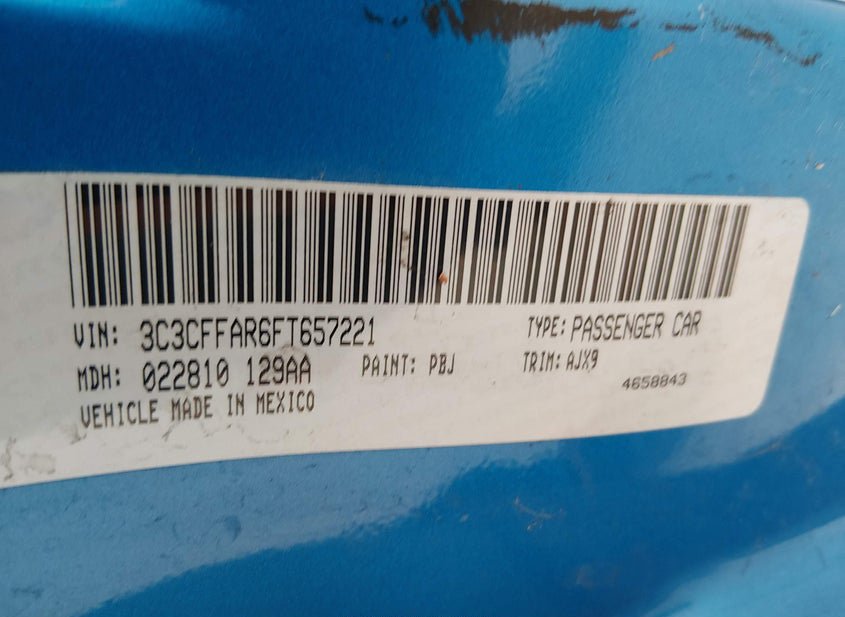 VIN: 3C3CFFAR6FT657221 TYPE: PASSENGER CAR
MDH: 022810 129AA PAINT: PBJ TRIM: AJX9
VEHICLE MADE IN MEXICO 4658843